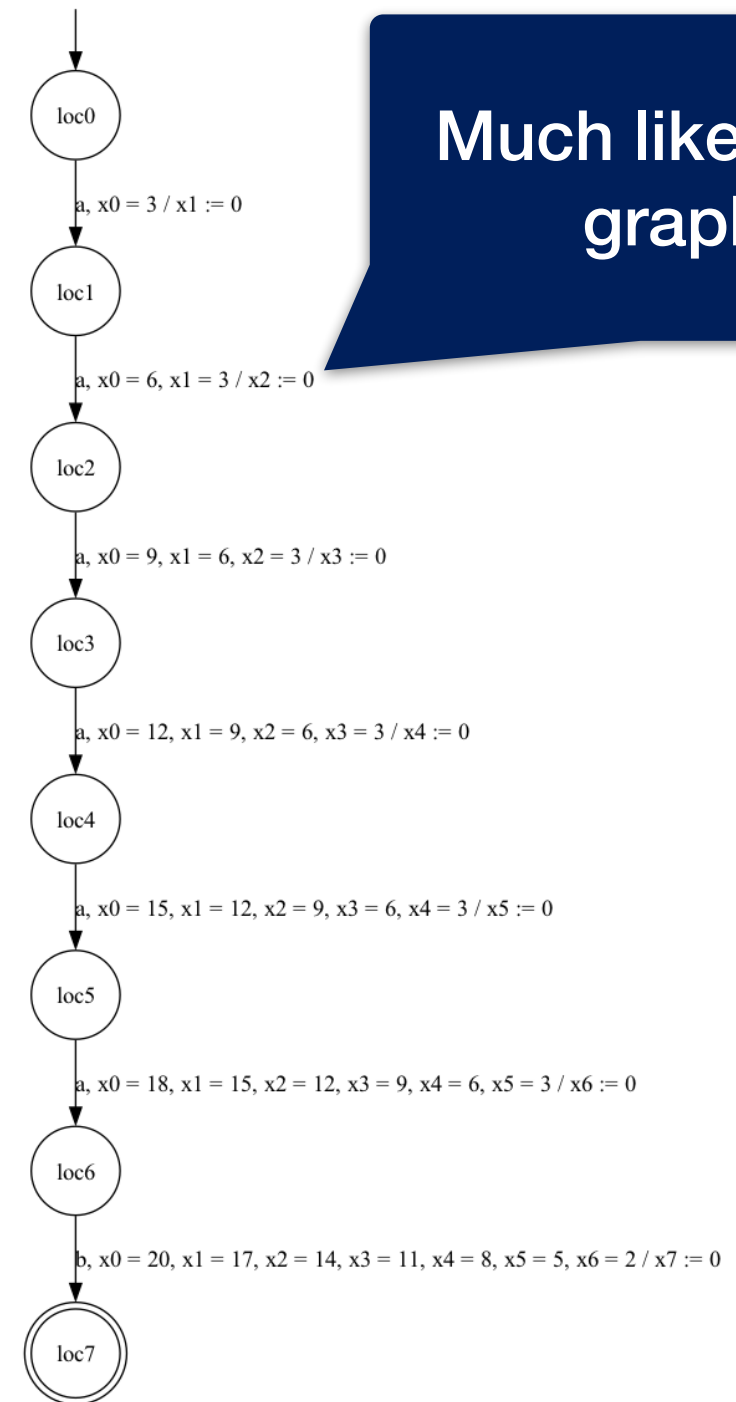 loc0
Much like
a, x0 = 3 / x1 := 0
loc1
a, x0 = 6, x1 = 3 / x2 := 0
loc2
a, x0 = 9, x1 = 6, x2 = 3 / x3 := 0
loc3
a, x0 = 12, x1 = 9, x2 = 6, x3 = 3 / x4 := 0
loc4
a, x0 = 15, x1 = 12, x2 = 9, x3 = 6, x4 = 3 / x5 := 0
loc5
a, x0 = 18, x1 = 15, x2 = 12, x3 = 9, x4 = 6, x5 = 3 / x6 := 0
loc6
b, x0 = 20, x1 = 17, x2 = 14, x3 = 11, x4 = 8, x5 = 5, x6 = 2 / x7 := 0
loc7